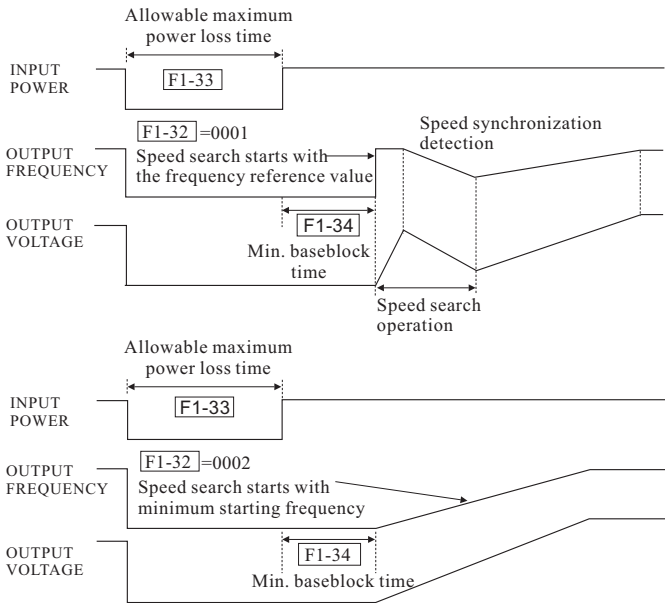 Allowable maximum
power loss time
INPUT
POWER
F1-33
F1-32 =0001
Speed search starts with
the frequency reference value
Speed synchronization
detection
OUTPUT
FREQUENCY
OUTPUT
VOLTAGE
F1-34
Min. baseblock
time
Speed search
operation
Allowable maximum
power loss time
INPUT
POWER
F1-33
F1-32 =0002
OUTPUT
FREQUENCY
Speed search starts with
minimum starting frequency
OUTPUT
VOLTAGE
F1-34
Min. baseblock time